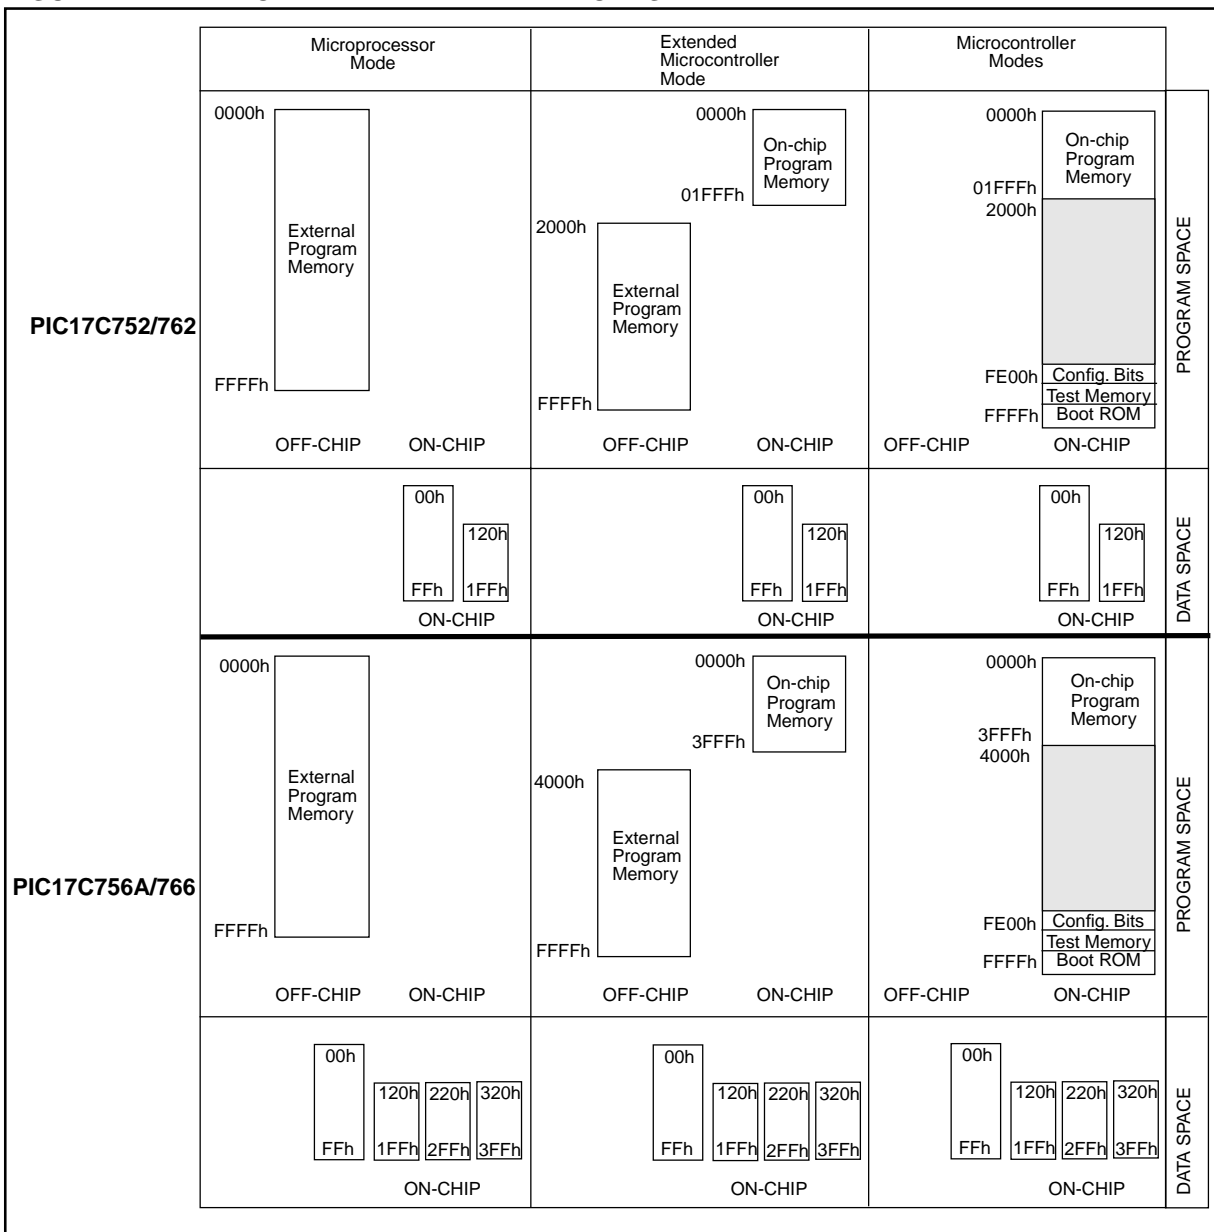 Microprocessor
Mode
Extended
Microcontroller
Mode
Microcontroller
Modes
PIC17C752/762
0000h
External
Program
Memory
FFFFh
OFF-CHIP ON-CHIP
0000h
On-chip
Program
Memory
01FFFh
2000h
External
Program
Memory
FFFFh
OFF-CHIP ON-CHIP
0000h
On-chip
Program
Memory
01FFFh
2000h
FE00h Config. Bits
Test Memory
FFFFh Boot ROM
OFF-CHIP ON-CHIP
PROGRAM SPACE
00h
120h
FFh 1FFh
ON-CHIP
00h
120h
FFh 1FFh
ON-CHIP
00h
120h
FFh 1FFh
ON-CHIP
DATA SPACE
PIC17C756A/766
0000h
External
Program
Memory
FFFFh
OFF-CHIP ON-CHIP
0000h
On-chip
Program
Memory
3FFFh
4000h
External
Program
Memory
FFFFh
OFF-CHIP ON-CHIP
0000h
On-chip
Program
Memory
3FFFh
4000h
FE00h Config. Bits
Test Memory
FFFFh Boot ROM
OFF-CHIP ON-CHIP
PROGRAM SPACE
00h
120h 220h 320h
FFh 1FFh 2FFh 3FFh
ON-CHIP
00h
120h 220h 320h
FFh 1FFh 2FFh 3FFh
ON-CHIP
00h
120h 220h 320h
FFh 1FFh 2FFh 3FFh
ON-CHIP
DATA SPACE